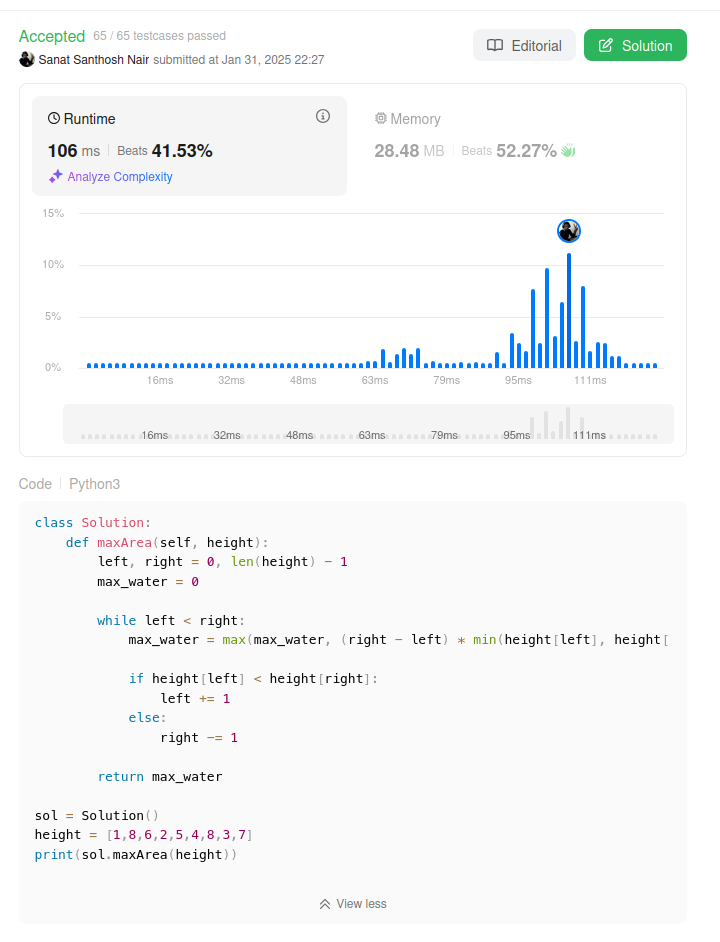 Accepted 65 / 65 testcases passed
Editorial
Solution
Sanat Santhosh Nair submitted at Jan 31, 2025 22:27
Runtime
106 ms Beats 41.53%
Analyze Complexity
Memory
28.48 MB Beats 52.27%
15%
10%
5%
0%
16ms 32ms 48ms 63ms 79ms 95ms 111ms
16ms 32ms 48ms 63ms 79ms 95ms 111ms
Code Python3
class Solution:
    def maxArea(self, height):
        left, right = 0, len(height) - 1
        max_water = 0
        while left < right:
            max_water = max(max_water, (right - left) * min(height[left], height[
            if height[left] < height[right]:
                left += 1
            else:
                right -= 1
        return max_water
sol = Solution()
height = [1,8,6,2,5,4,8,3,7]
print(sol.maxArea(height))
View less